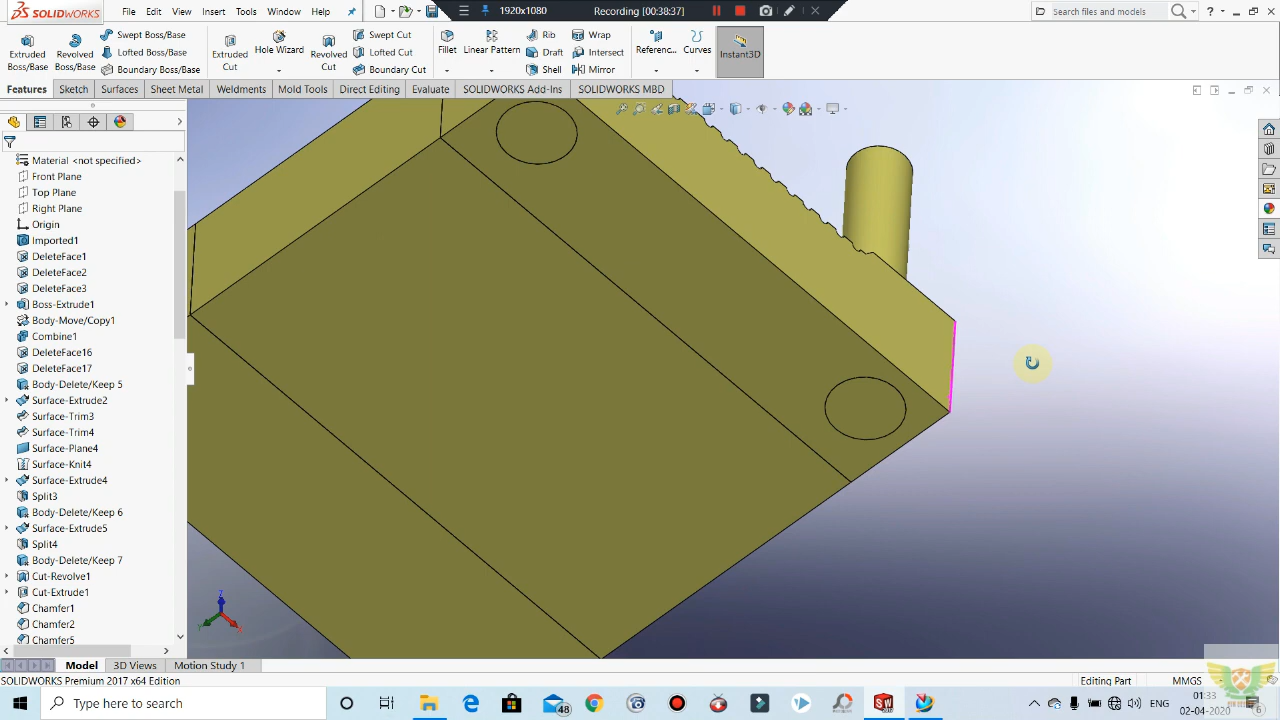 SOLIDWORKS File Edit View Insert Tools Window Help 1920x1080 Recording [00:38:37] Search files and models ?
Extruded Boss/Base Revolved Boss/Base Swept Boss/Base Lofted Boss/Base Boundary Boss/Base Extruded Cut Hole Wizard Revolved Cut Swept Cut Lofted Cut Boundary Cut Fillet Linear Pattern Rib Draft Shell Wrap Intersect Mirror Referenc... Curves Instant3D
Features Sketch Surfaces Sheet Metal Weldments Mold Tools Direct Editing Evaluate SOLIDWORKS Add-Ins SOLIDWORKS MBD
Material <not specified>
Front Plane
Top Plane
Right Plane
Origin
Imported1
DeleteFace1
DeleteFace2
DeleteFace3
Boss-Extrude1
Body-Move/Copy1
Combine1
DeleteFace16
DeleteFace17
Body-Delete/Keep 5
Surface-Extrude2
Surface-Trim3
Surface-Trim4
Surface-Plane4
Surface-Knit4
Surface-Extrude4
Split3
Body-Delete/Keep 6
Surface-Extrude5
Split4
Body-Delete/Keep 7
Cut-Revolve1
Cut-Extrude1
Chamfer1
Chamfer2
Chamfer5
Z Y X
Model 3D Views Motion Study 1
SOLIDWORKS Premium 2017 x64 Edition Editing Part MMGS
Type here to search 48 ENG 01:33 02-04-2020 6